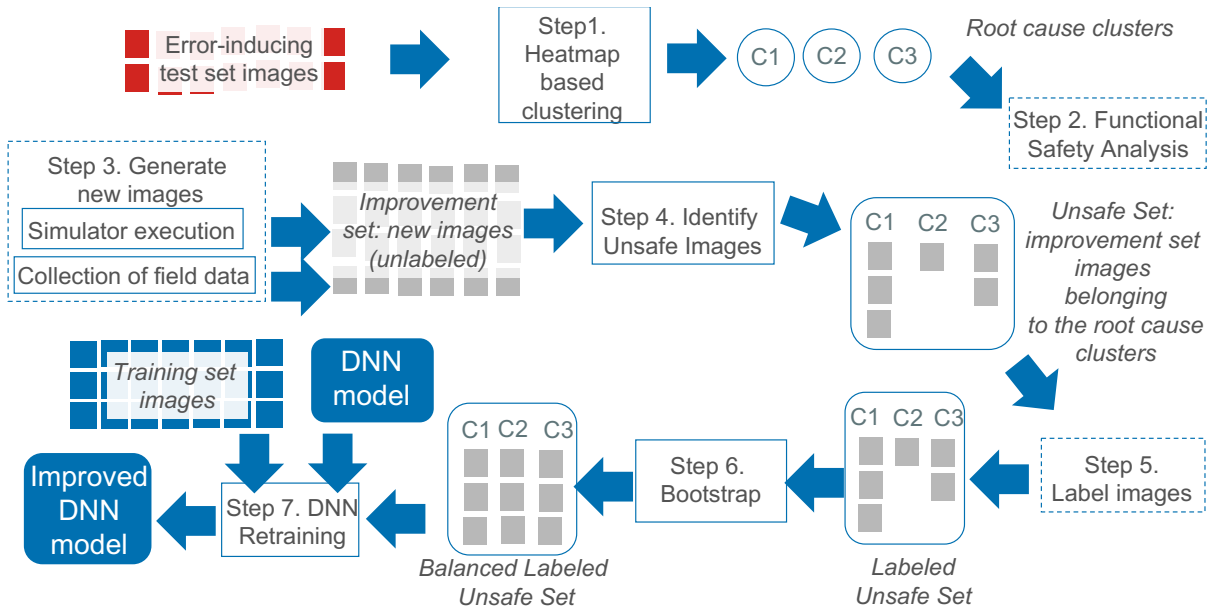 Error-inducing
test set images
Step1.
Heatmap
based
clustering
C1
C2
C3
Root cause clusters
Step 2. Functional
Safety Analysis
Step 3. Generate
new images
Simulator execution
Collection of field data
Improvement
set: new images
(unlabeled)
Step 4. Identify
Unsafe Images
C1
C2
C3
Unsafe Set:
improvement set
images
belonging
to the root cause
clusters
Training set
images
DNN
model
Improved
DNN
model
Step 7. DNN
Retraining
C1
C2
C3
Balanced Labeled
Unsafe Set
Step 6.
Bootstrap
C1
C2
C3
Labeled
Unsafe Set
Step 5.
Label images